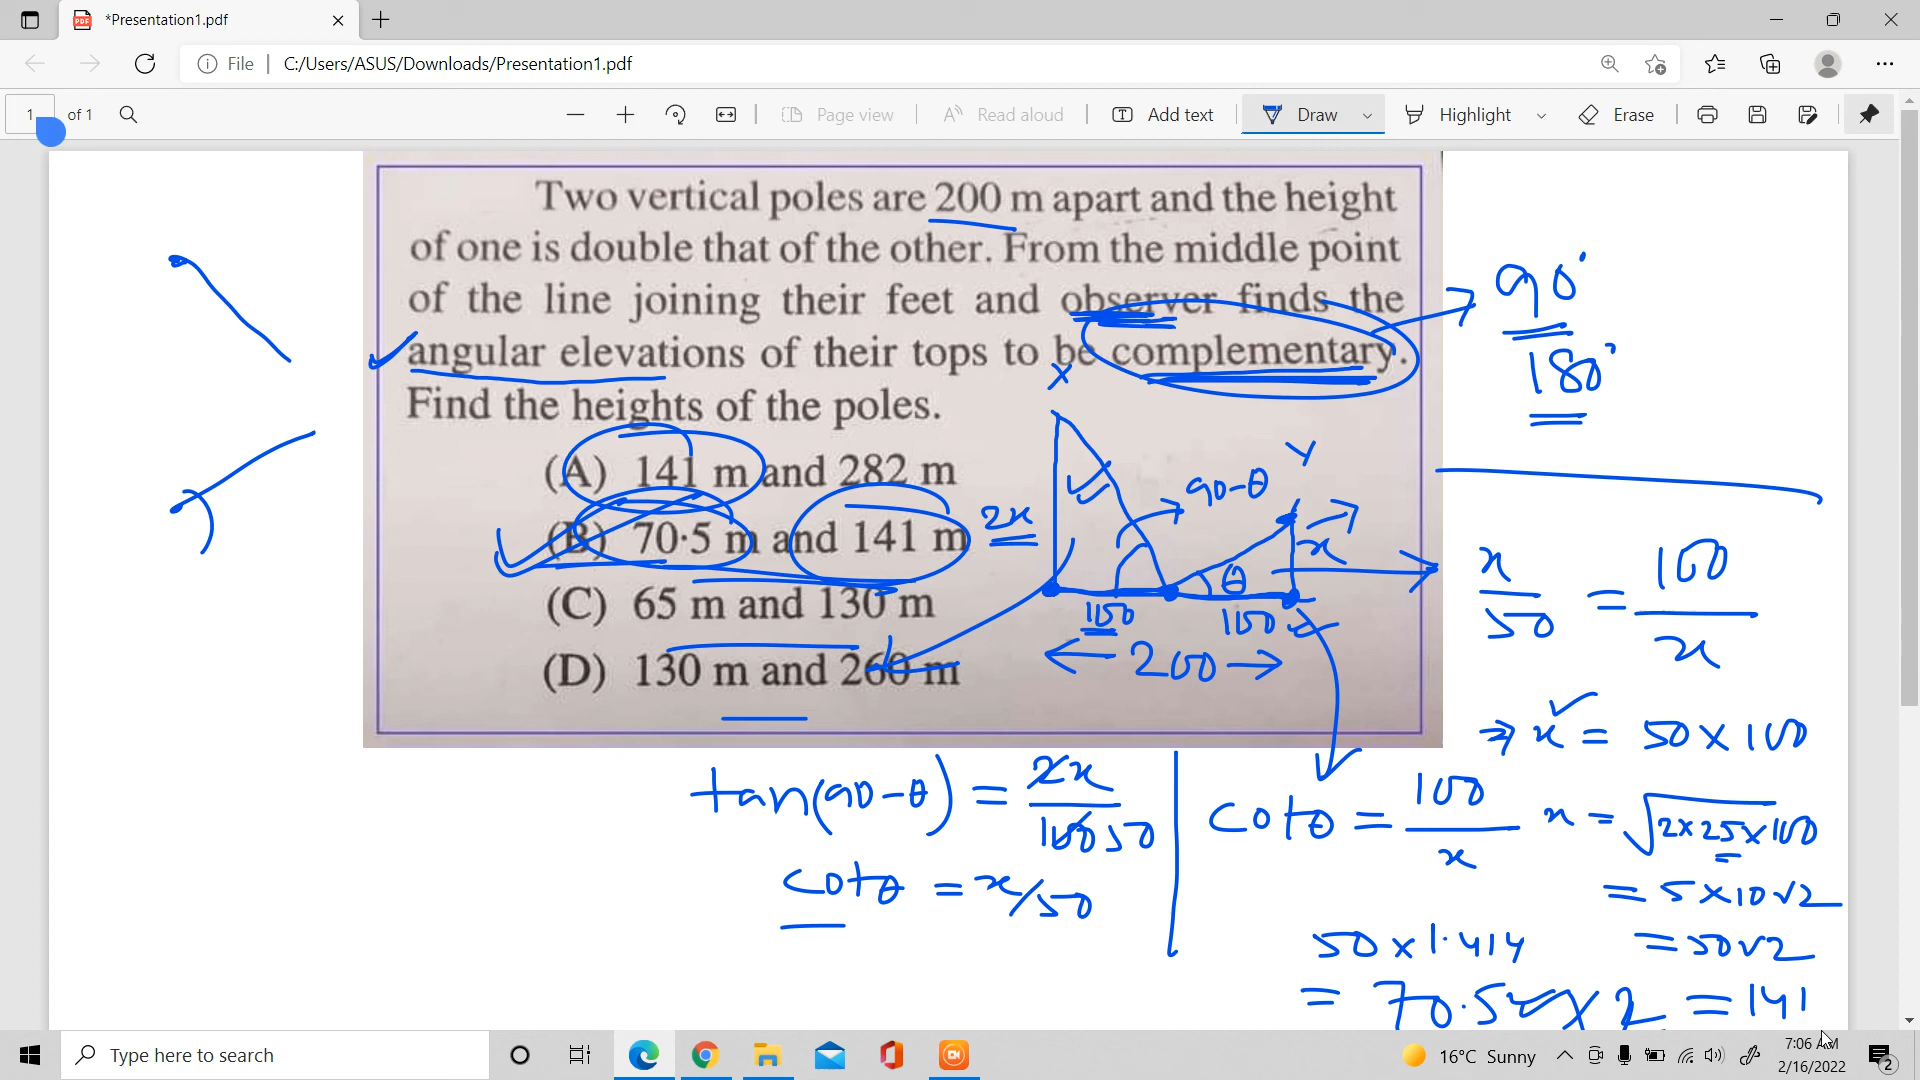 *Presentation1.pdf
File C:/Users/ASUS/Downloads/Presentation1.pdf
1 of 1 Page view Read aloud Add text Draw Highlight Erase
Two vertical poles are 200 m apart and the height
of one is double that of the other. From the middle point
of the line joining their feet and observer finds the
angular elevations of their tops to be complementary.
Find the heights of the poles.
(A) 141 m and 282 m
(B) 70·5 m and 141 m
(C) 65 m and 130 m
(D) 130 m and 260 m
90°
180°
X
Y
90-θ
2x
x
θ
100
100
200
x/50 = 100/x
⇒ x = 50 × 100
x = √2×25×100
= 5×10√2
= 50√2
tan(90-θ) = 2x/100 50
cotθ = x/50
cotθ = 100/x
50 × 1.414
= 70.5 × 2 = 141
Type here to search
16°C Sunny
7:06 AM
2/16/2022
2